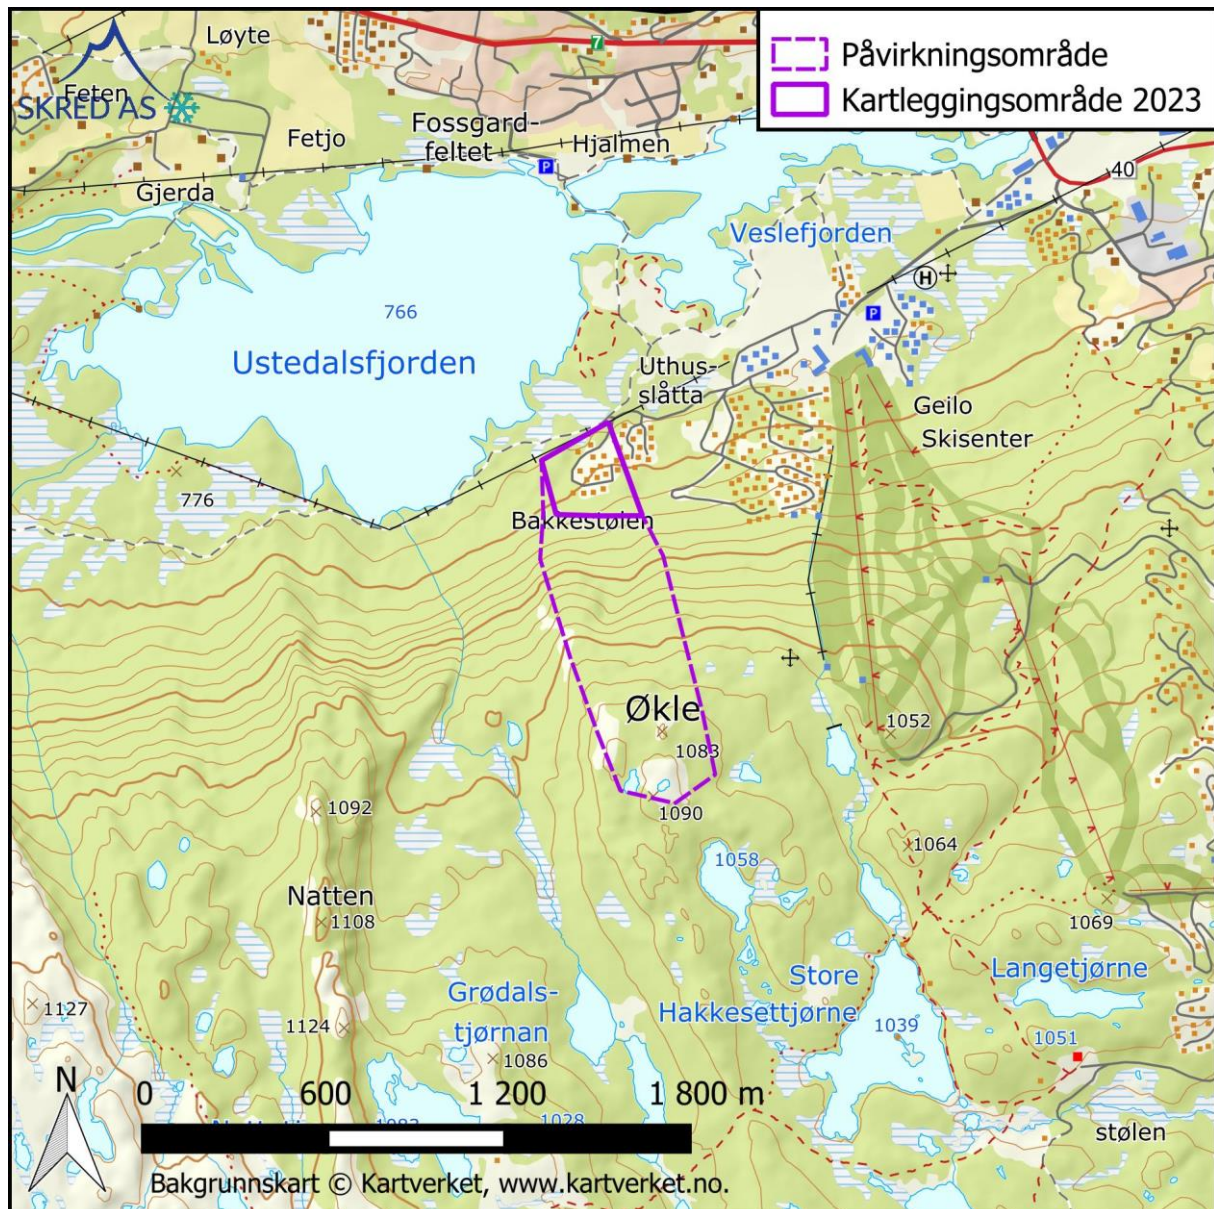 Løyte
Feten
SKRED AS
7
Påvirkningsområde
Kartleggingsområde 2023
Fetjo
Fossgard-
feltet
Hjalmen
P
40
Gjerda
Veslefjorden
H
766
P
Ustedalsfjorden
Uthus-
slåtta
Geilo
Skisenter
776
Bakkestølen
Økle
1083
1052
1090
1092
1064
1058
Natten
1108
1069
Store
Hakkesettjørne
Langetjørne
Grødals-
tjørnan
1127
1124
1039
1051
1086
N
0 600 1 200 1 800 m
1028
stølen
Bakgrunnskart © Kartverket, www.kartverket.no.